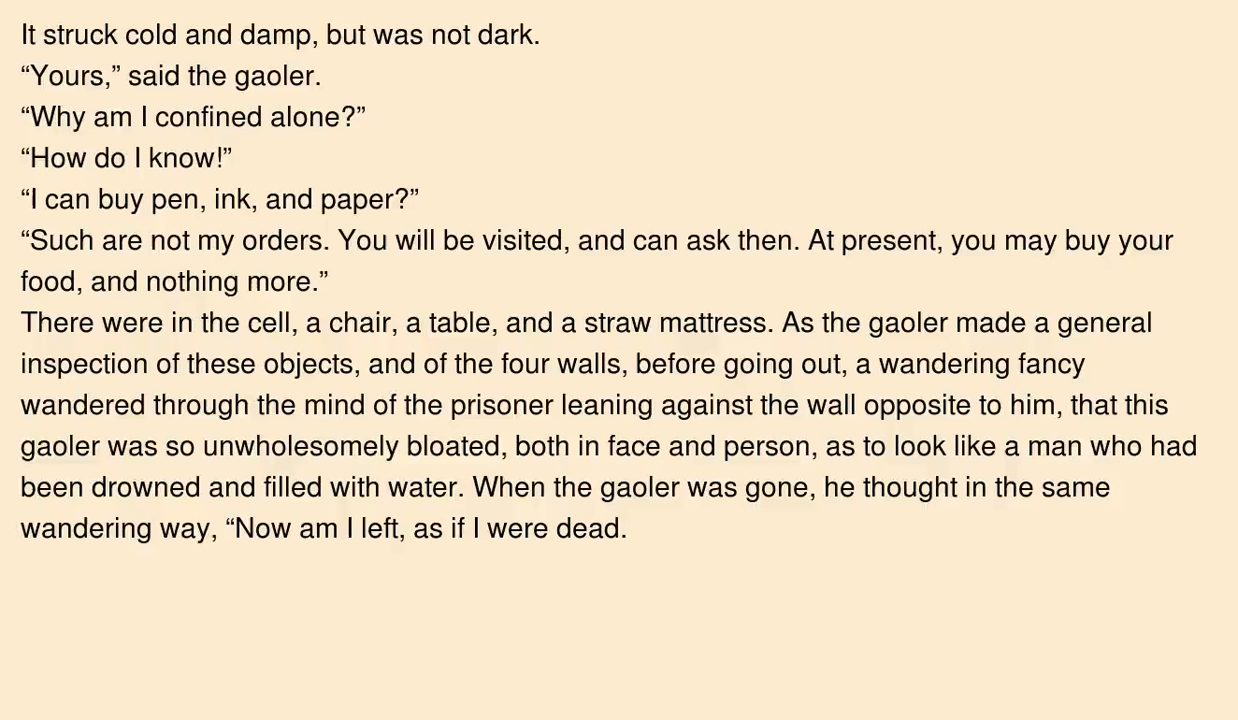 It struck cold and damp, but was not dark.
“Yours,” said the gaoler.
“Why am I confined alone?”
“How do I know!”
“I can buy pen, ink, and paper?”
“Such are not my orders. You will be visited, and can ask then. At present, you may buy your
food, and nothing more.”
There were in the cell, a chair, a table, and a straw mattress. As the gaoler made a general
inspection of these objects, and of the four walls, before going out, a wandering fancy
wandered through the mind of the prisoner leaning against the wall opposite to him, that this
gaoler was so unwholesomely bloated, both in face and person, as to look like a man who had
been drowned and filled with water. When the gaoler was gone, he thought in the same
wandering way, “Now am I left, as if I were dead.